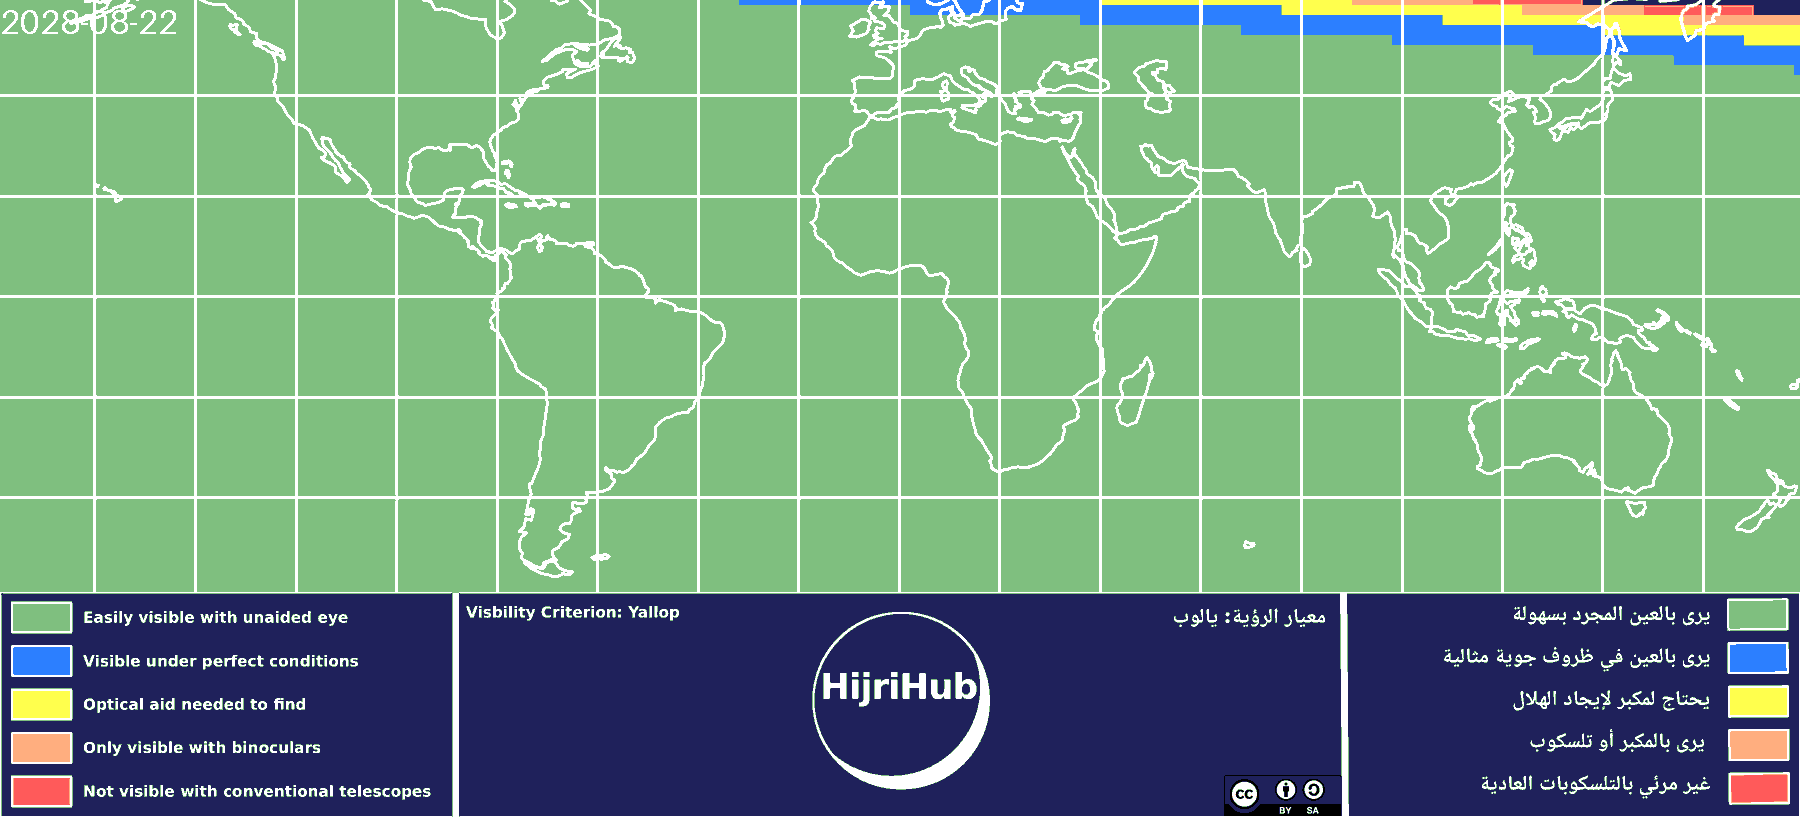 2028-08-22
Easily visible with unaided eye
Visible under perfect conditions
Optical aid needed to find
Only visible with binoculars
Not visible with conventional telescopes
Visbility Criterion: Yallop
معيار الرؤية: يالوب
HijriHub
cc
BY SA
يرى بالعين المجرد بسهولة
يرى بالعين في ظروف جوية مثالية
يحتاج لمكبر لإيجاد الهلال
يرى بالمكبر أو تلسكوب
غير مرئي بالتلسكوبات العادية